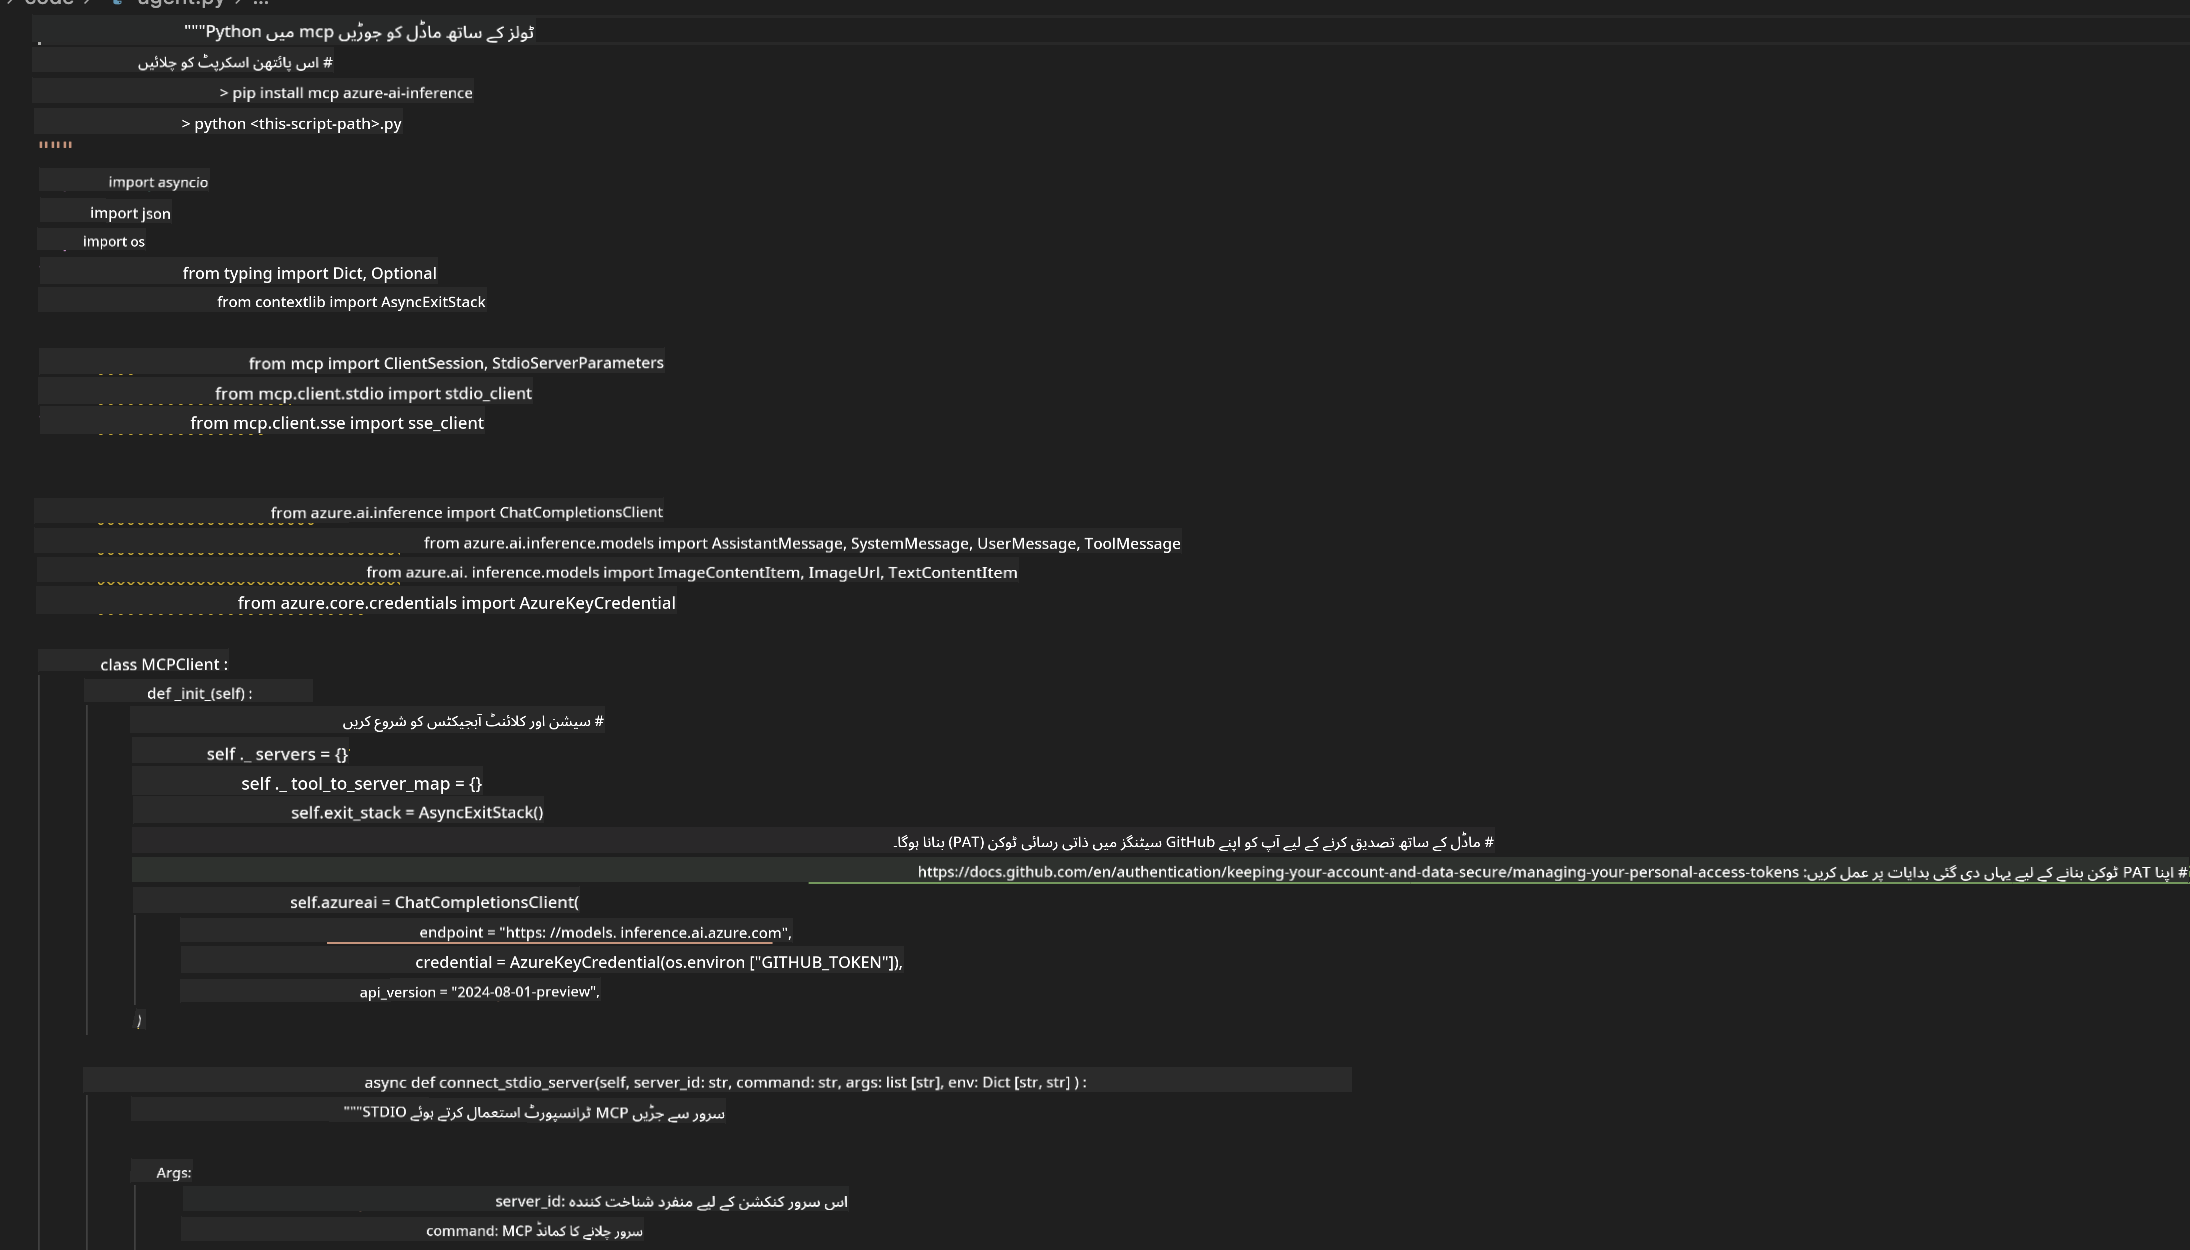 code > agent.py > ...
"""Python میں mcp ٹولز کے ساتھ ماڈل کو جوڑیں
# اس پائتھن اسکرپٹ کو چلائیں
> pip install mcp azure-ai-inference
> python <this-script-path>.py
"""
import asyncio
import json
import os
from typing import Dict, Optional
from contextlib import AsyncExitStack
from mcp import ClientSession, StdioServerParameters
from mcp.client.stdio import stdio_client
from mcp.client.sse import sse_client
from azure.ai.inference import ChatCompletionsClient
from azure.ai.inference.models import AssistantMessage, SystemMessage, UserMessage, ToolMessage
from azure.ai. inference.models import ImageContentItem, ImageUrl, TextContentItem
from azure.core.credentials import AzureKeyCredential
class MCPClient :
def _init_(self) :
# سیشن اور کلائنٹ آبجیکٹس کو شروع کریں
self ._ servers = {}
self ._ tool_to_server_map = {}
self.exit_stack = AsyncExitStack()
# ماڈل کے ساتھ تصدیق کرنے کے لیے آپ کو اپنے GitHub سیٹنگز میں ذاتی رسائی ٹوکن (PAT) بنانا ہوگا۔
# اپنا PAT ٹوکن بنانے کے لیے یہاں دی گئی ہدایات پر عمل کریں: https://docs.github.com/en/authentication/keeping-your-account-and-data-secure/managing-your-personal-access-tokens
self.azureai = ChatCompletionsClient(
endpoint = "https: //models. inference.ai.azure.com",
credential = AzureKeyCredential(os.environ ["GITHUB_TOKEN"]),
api_version = "2024-08-01-preview",
)
async def connect_stdio_server(self, server_id: str, command: str, args: list [str], env: Dict [str, str] ) :
"""STDIO ٹرانسپورٹ استعمال کرتے ہوئے MCP سرور سے جڑیں
Args:
server_id: اس سرور کنکشن کے لیے منفرد شناخت کنندہ
command: MCP سرور چلانے کا کمانڈ